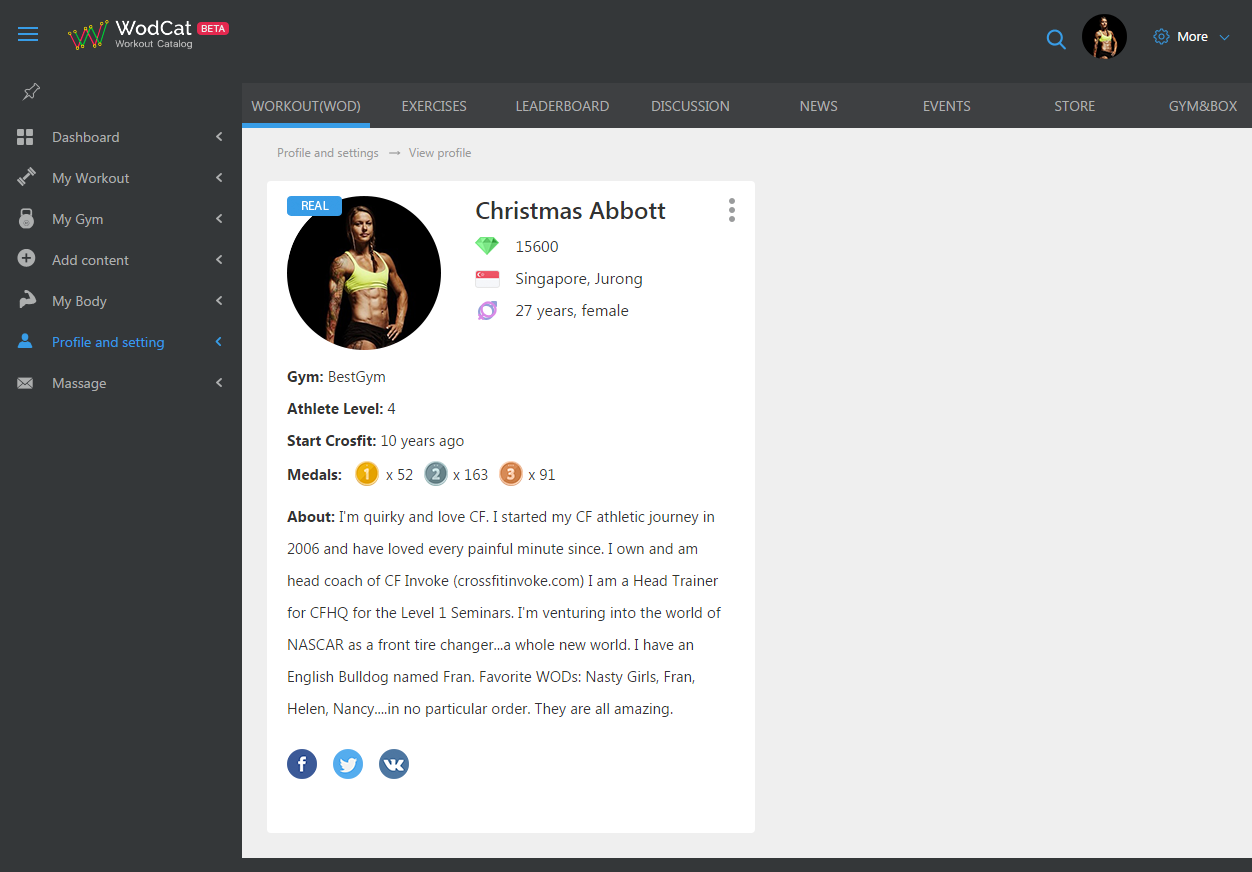 WodCat BETA
Workout Catalog
More
Dashboard
My Workout
My Gym
Add content
My Body
Profile and setting
Massage
WORKOUT(WOD) EXERCISES LEADERBOARD DISCUSSION NEWS EVENTS STORE GYM&BOX
Profile and settings → View profile
REAL
Christmas Abbott
15600
Singapore, Jurong
27 years, female
Gym: BestGym
Athlete Level: 4
Start Crosfit: 10 years ago
Medals: 1 x 52 2 x 163 3 x 91
About: I'm quirky and love CF. I started my CF athletic journey in
2006 and have loved every painful minute since. I own and am
head coach of CF Invoke (crossfitinvoke.com) I am a Head Trainer
for CFHQ for the Level 1 Seminars. I'm venturing into the world of
NASCAR as a front tire changer...a whole new world. I have an
English Bulldog named Fran. Favorite WODs: Nasty Girls, Fran,
Helen, Nancy....in no particular order. They are all amazing.